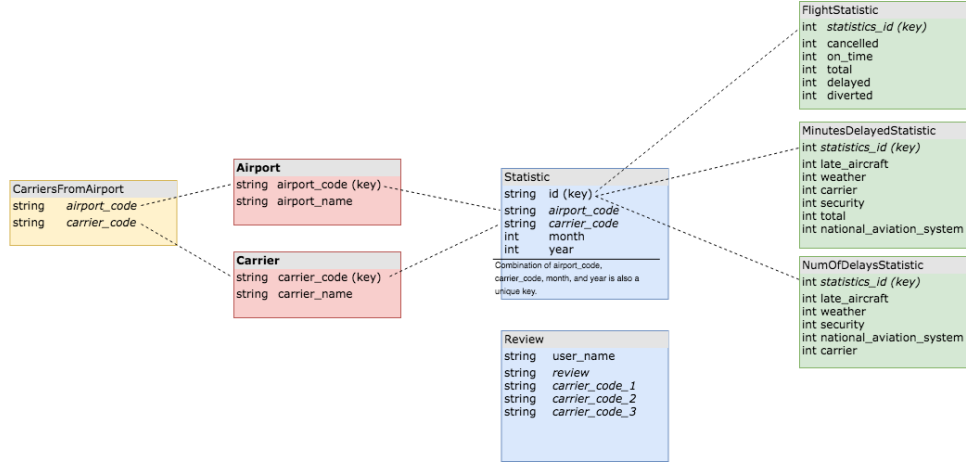 FlightStatistic
int statistics_id (key)
int cancelled
int on_time
int total
int delayed
int diverted
MinutesDelayedStatistic
int statistics_id (key)
int late_aircraft
int weather
int carrier
int security
int total
int national_aviation_system
NumOfDelaysStatistic
int statistics_id (key)
int late_aircraft
int weather
int security
int national_aviation_system
int carrier
Airport
string airport_code (key)
string airport_name
CarriersFromAirport
string airport_code
string carrier_code
Carrier
string carrier_code (key)
string carrier_name
Statistic
string id (key)
string airport_code
string carrier_code
int month
int year
Combination of airport_code,
carrier_code, month, and year is also a
unique key.
Review
string user_name
string review
string carrier_code_1
string carrier_code_2
string carrier_code_3